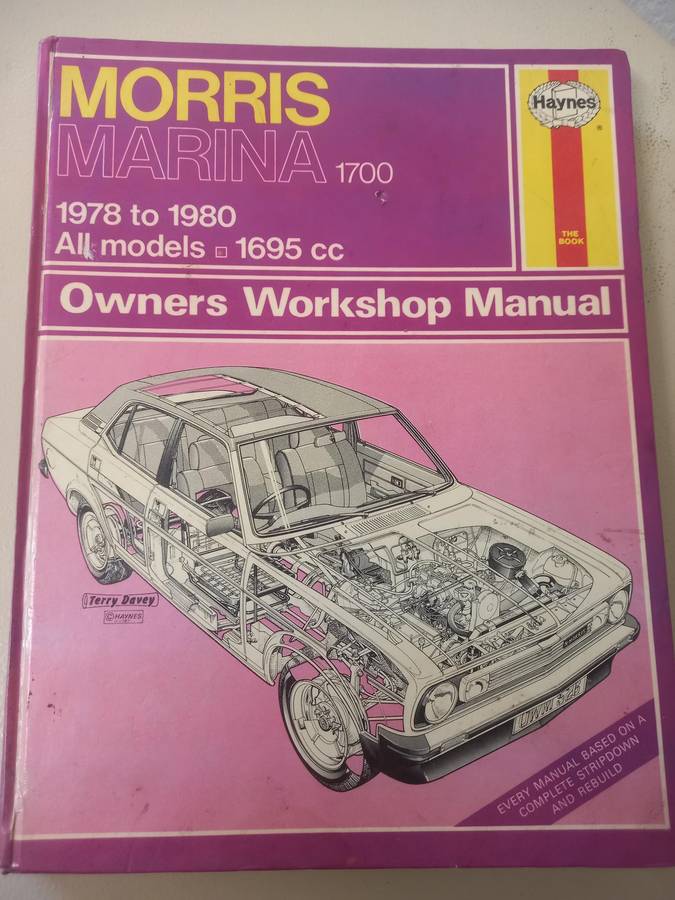 MORRIS
MARINA 1700
1978 to 1980
All models 1695 cc
Haynes
®
THE
BOOK
Owners Workshop Manual
Terry Davey
© HAYNES
EVERY MANUAL BASED ON A
COMPLETE STRIPDOWN
AND REBUILD